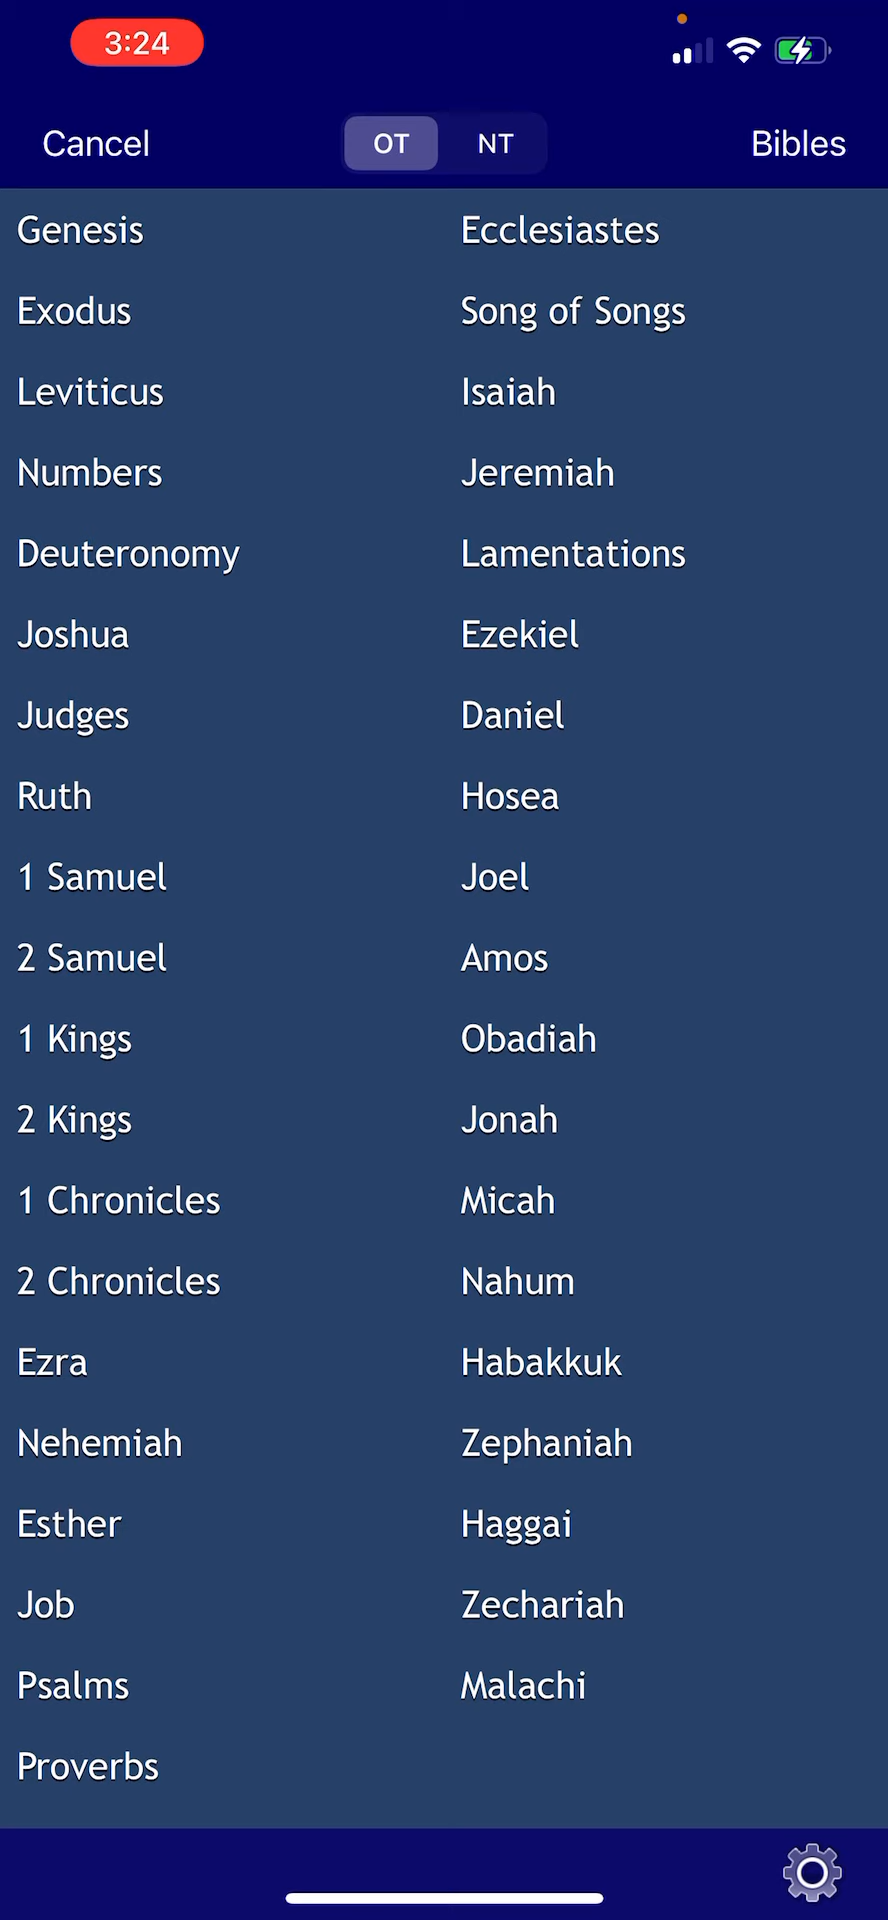 3:24
Cancel OT NT Bibles
Genesis
Exodus
Leviticus
Numbers
Deuteronomy
Joshua
Judges
Ruth
1 Samuel
2 Samuel
1 Kings
2 Kings
1 Chronicles
2 Chronicles
Ezra
Nehemiah
Esther
Job
Psalms
Proverbs
Ecclesiastes
Song of Songs
Isaiah
Jeremiah
Lamentations
Ezekiel
Daniel
Hosea
Joel
Amos
Obadiah
Jonah
Micah
Nahum
Habakkuk
Zephaniah
Haggai
Zechariah
Malachi